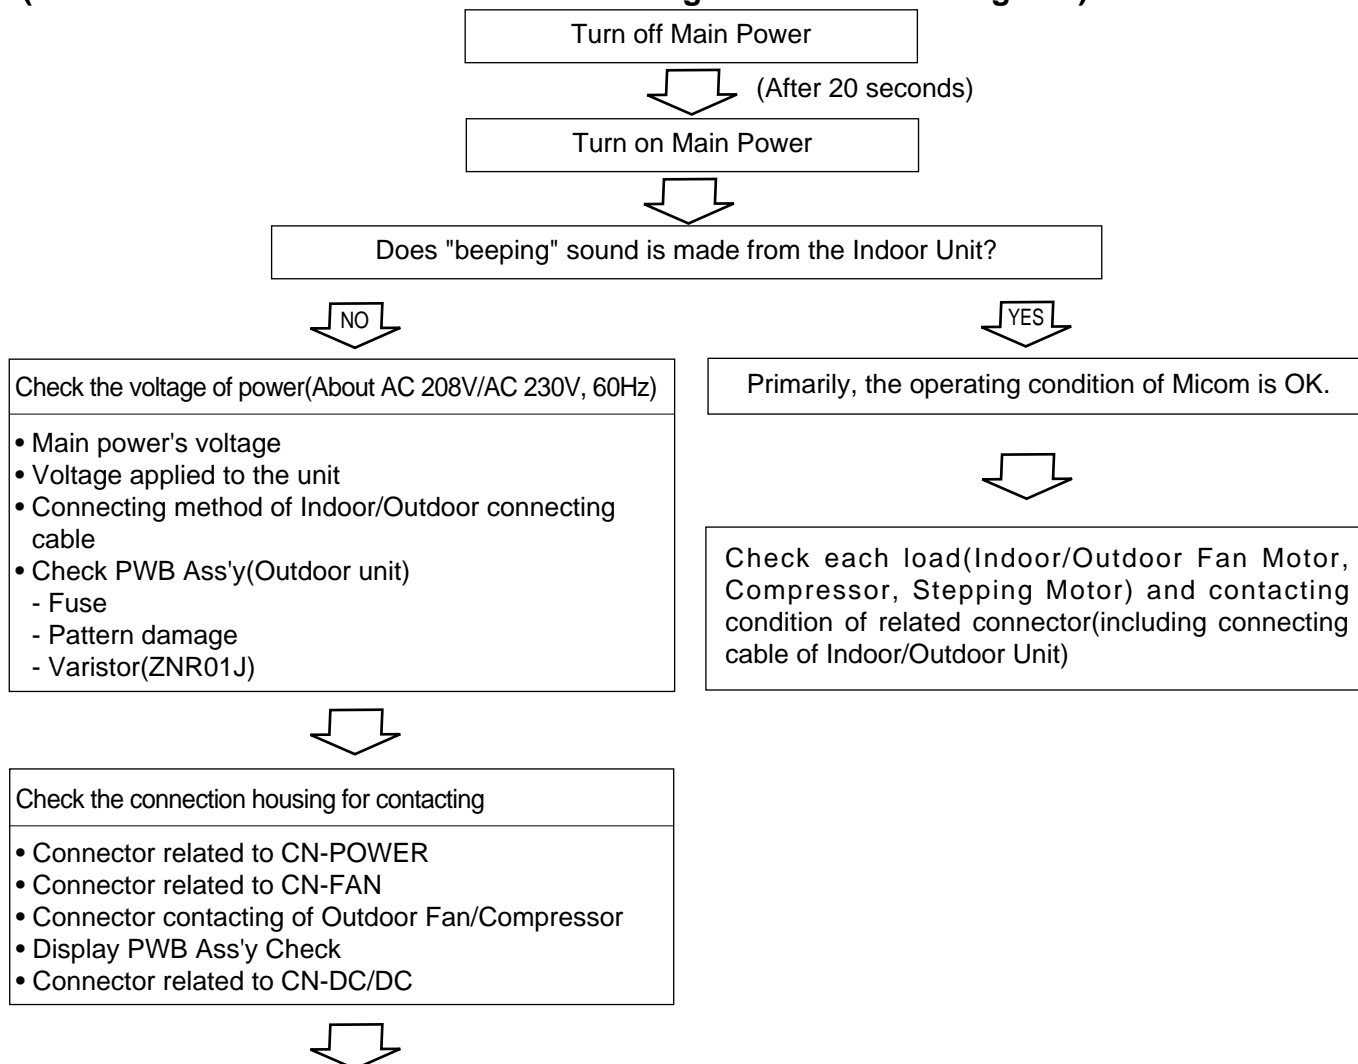 Turn off Main Power
(After 20 seconds)
Turn on Main Power
Does "beeping" sound is made from the Indoor Unit?
NO
YES
Check the voltage of power(About AC 208V/AC 230V, 60Hz)
• Main power's voltage
• Voltage applied to the unit
• Connecting method of Indoor/Outdoor connecting
cable
• Check PWB Ass'y(Outdoor unit)
- Fuse
- Pattern damage
- Varistor(ZNR01J)
Primarily, the operating condition of Micom is OK.
Check each load(Indoor/Outdoor Fan Motor,
Compressor, Stepping Motor) and contacting
condition of related connector(including connecting
cable of Indoor/Outdoor Unit)
Check the connection housing for contacting
• Connector related to CN-POWER
• Connector related to CN-FAN
• Connector contacting of Outdoor Fan/Compressor
• Display PWB Ass'y Check
• Connector related to CN-DC/DC